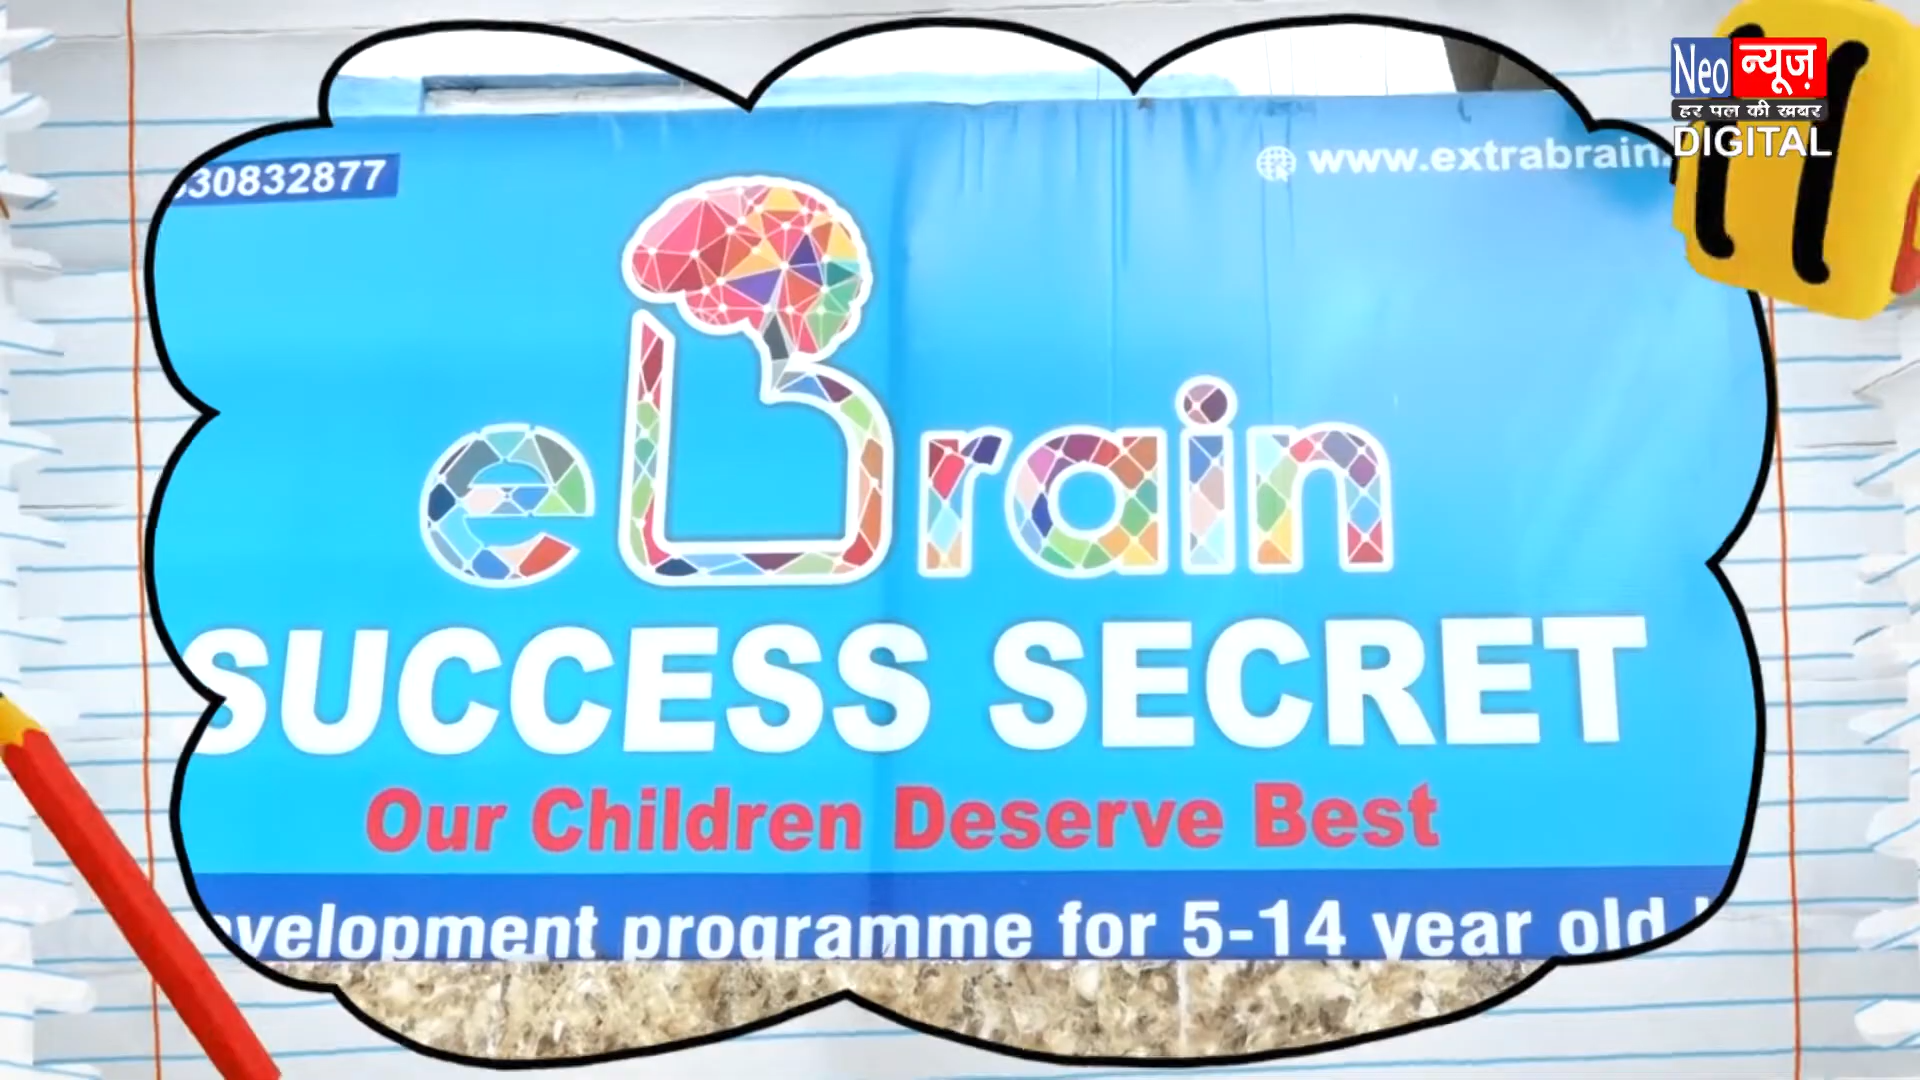 Neo न्यूज़
हर पल की खबर
DIGITAL
30832877
www.extrabrain.
eBrain
SUCCESS SECRET
Our Children Deserve Best
evelopment programme for 5-14 year old